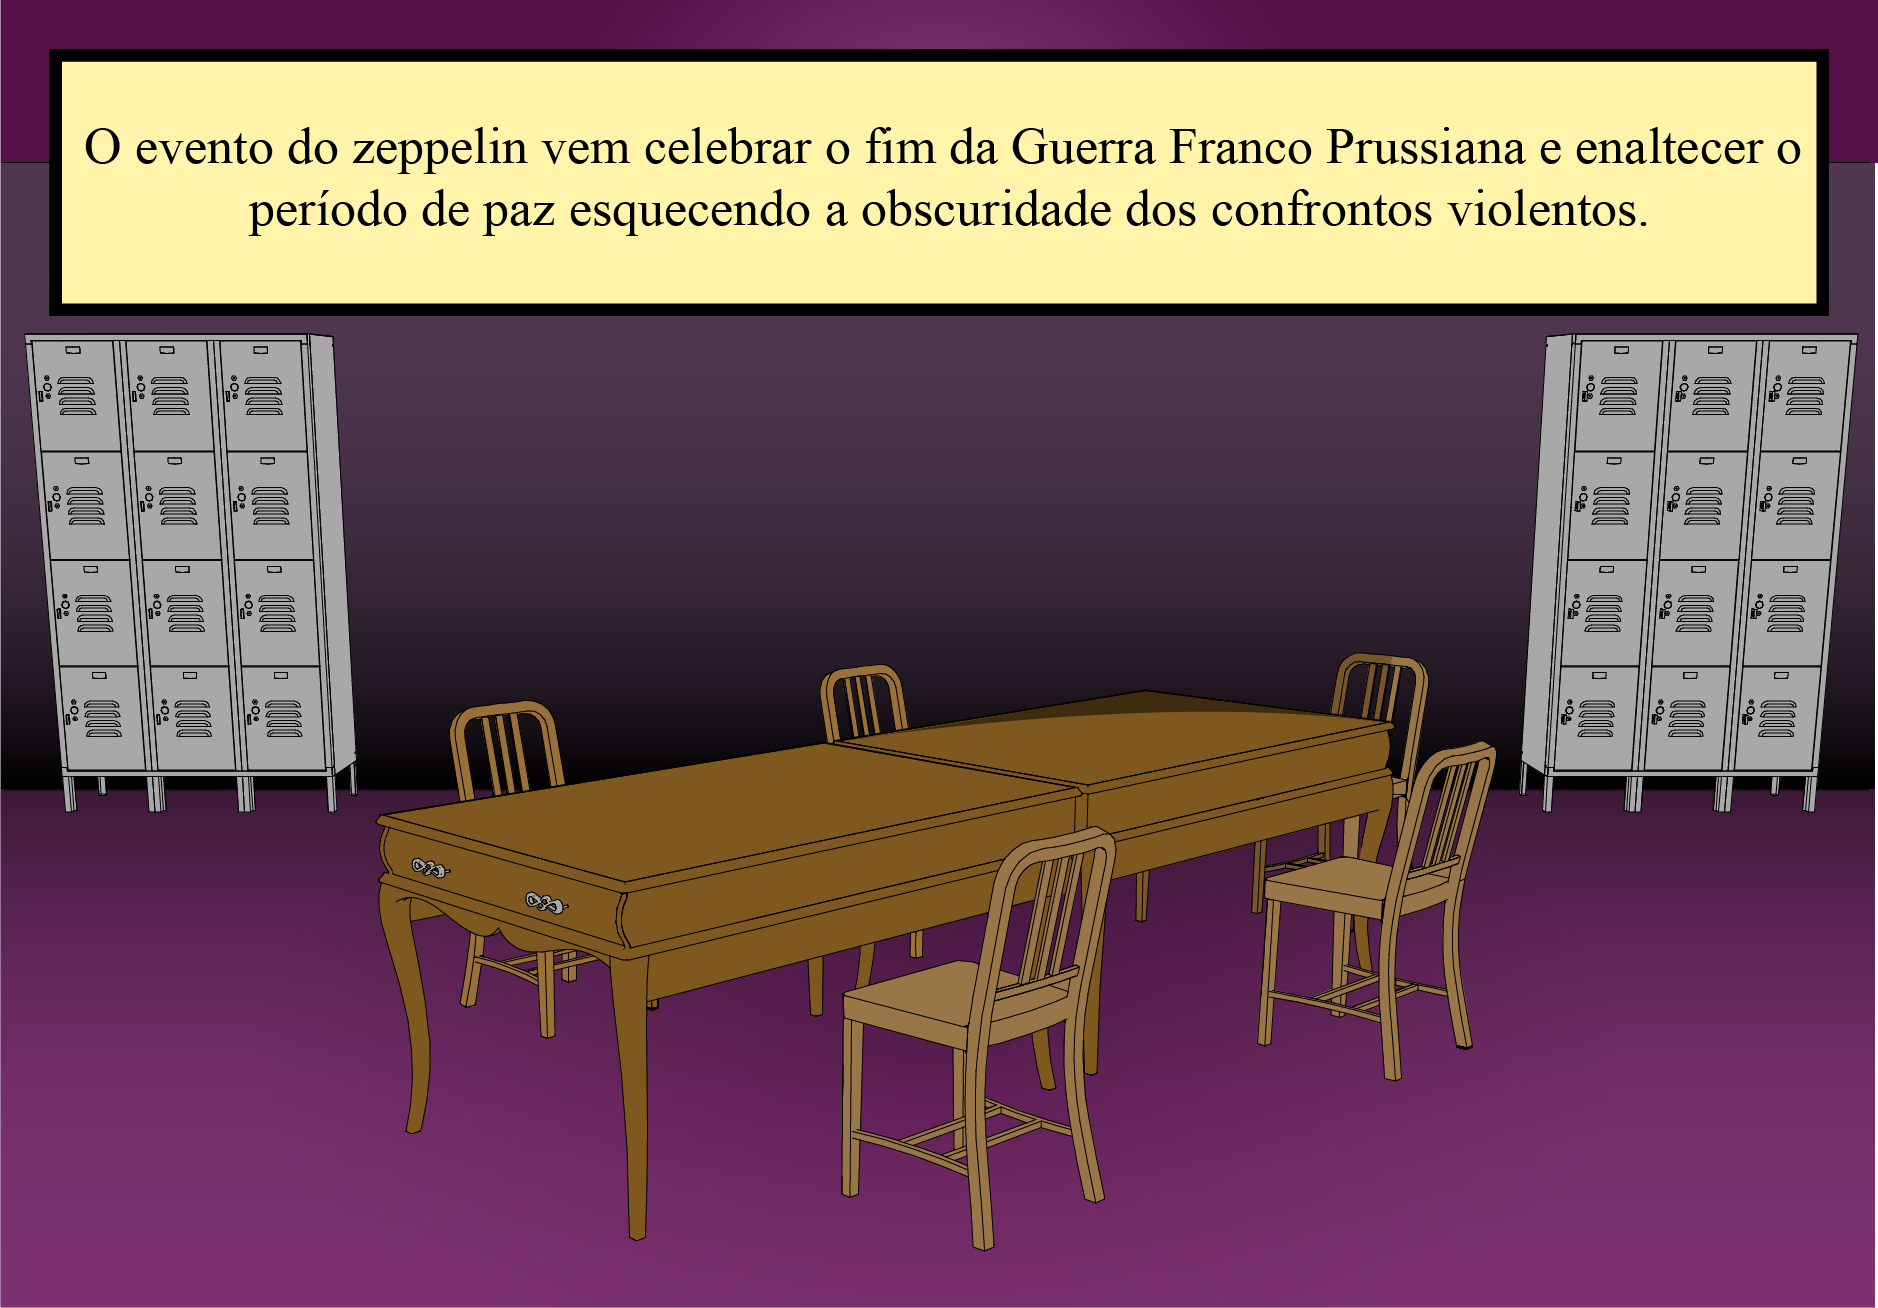 O evento do zeppelin vem celebrar o fim da Guerra Franco Prussiana e enaltecer o
período de paz esquecendo a obscuridade dos confrontos violentos.